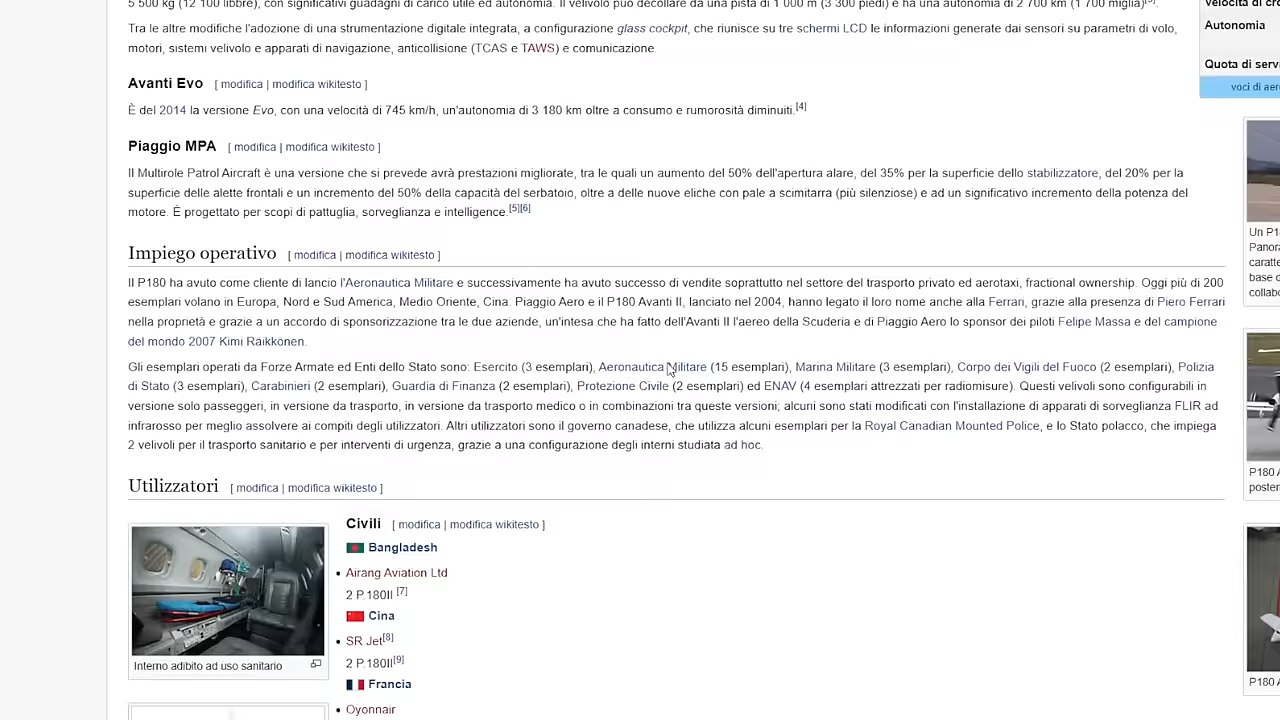 5 500 kg (12 100 libbre), con significativi guadagni di carico utile ed autonomia. Il velivolo può decollare da una pista di 1 000 m (3 300 piedi) e ha una autonomia di 2 700 km (1 700 miglia)
Tra le altre modifiche l'adozione di una strumentazione digitale integrata, a configurazione glass cockpit, che riunisce su tre schermi LCD le informazioni generate dai sensori su parametri di volo,
motori, sistemi velivolo e apparati di navigazione, anticollisione (TCAS e TAWS) e comunicazione.
Avanti Evo [ modifica | modifica wikitesto ]
È del 2014 la versione Evo, con una velocità di 745 km/h, un'autonomia di 3 180 km oltre a consumo e rumorosità diminuiti.[4]
Piaggio MPA [ modifica | modifica wikitesto ]
Il Multirole Patrol Aircraft è una versione che si prevede avrà prestazioni migliorate, tra le quali un aumento del 50% dell'apertura alare, del 35% per la superficie dello stabilizzatore, del 20% per la
superficie delle alette frontali e un incremento del 50% della capacità del serbatoio, oltre a delle nuove eliche con pale a scimitarra (più silenziose) e ad un significativo incremento della potenza del
motore. È progettato per scopi di pattuglia, sorveglianza e intelligence.[5][6]
Impiego operativo [ modifica | modifica wikitesto ]
Il P180 ha avuto come cliente di lancio l'Aeronautica Militare e successivamente ha avuto successo di vendite soprattutto nel settore del trasporto privato ed aerotaxi, fractional ownership. Oggi più di 200
esemplari volano in Europa, Nord e Sud America, Medio Oriente, Cina. Piaggio Aero e il P180 Avanti II, lanciato nel 2004, hanno legato il loro nome anche alla Ferrari, grazie alla presenza di Piero Ferrari
nella proprietà e grazie a un accordo di sponsorizzazione tra le due aziende, un'intesa che ha fatto dell'Avanti II l'aereo della Scuderia e di Piaggio Aero lo sponsor dei piloti Felipe Massa e del campione
del mondo 2007 Kimi Räikkönen.
Gli esemplari operati da Forze Armate ed Enti dello Stato sono: Esercito (3 esemplari), Aeronautica Militare (15 esemplari), Marina Militare (3 esemplari), Corpo dei Vigili del Fuoco (2 esemplari), Polizia
di Stato (3 esemplari), Carabinieri (2 esemplari), Guardia di Finanza (2 esemplari), Protezione Civile (2 esemplari) ed ENAV (4 esemplari attrezzati per radiomisure). Questi velivoli sono configurabili in
versione solo passeggeri, in versione da trasporto, in versione da trasporto medico o in combinazioni tra queste versioni; alcuni sono stati modificati con l'installazione di apparati di sorveglianza FLIR ad
infrarosso per meglio assolvere ai compiti degli utilizzatori. Altri utilizzatori sono il governo canadese, che utilizza alcuni esemplari per la Royal Canadian Mounted Police, e lo Stato polacco, che impiega
2 velivoli per il trasporto sanitario e per interventi di urgenza, grazie a una configurazione degli interni studiata ad hoc.
Utilizzatori [ modifica | modifica wikitesto ]
Interno adibito ad uso sanitario
Civili [ modifica | modifica wikitesto ]
Bangladesh
• Airang Aviation Ltd
2 P.180II [7]
Cina
• SR Jet[8]
2 P.180II[9]
Francia
• Oyonnair
Velocità di cro
Autonomia
Quota di servi
voci di aer
Un P1
Panora
caratte
base d
collabo
P180 A
poster
P180 A